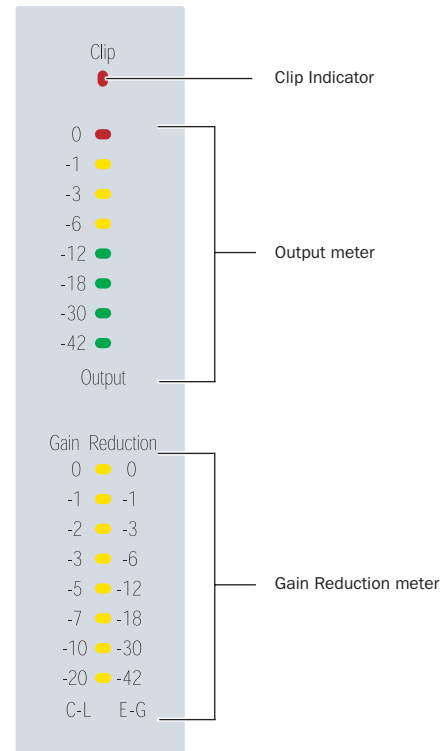 Clip
Clip Indicator
0
-1
-3
-6
-12
Output meter
-18
-30
-42
Output
Gain Reduction
0 0
-1 -1
-2 -3
-3 -6
-5 -12
Gain Reduction meter
-7 -18
-10 -30
-20 -42
C-L E-G